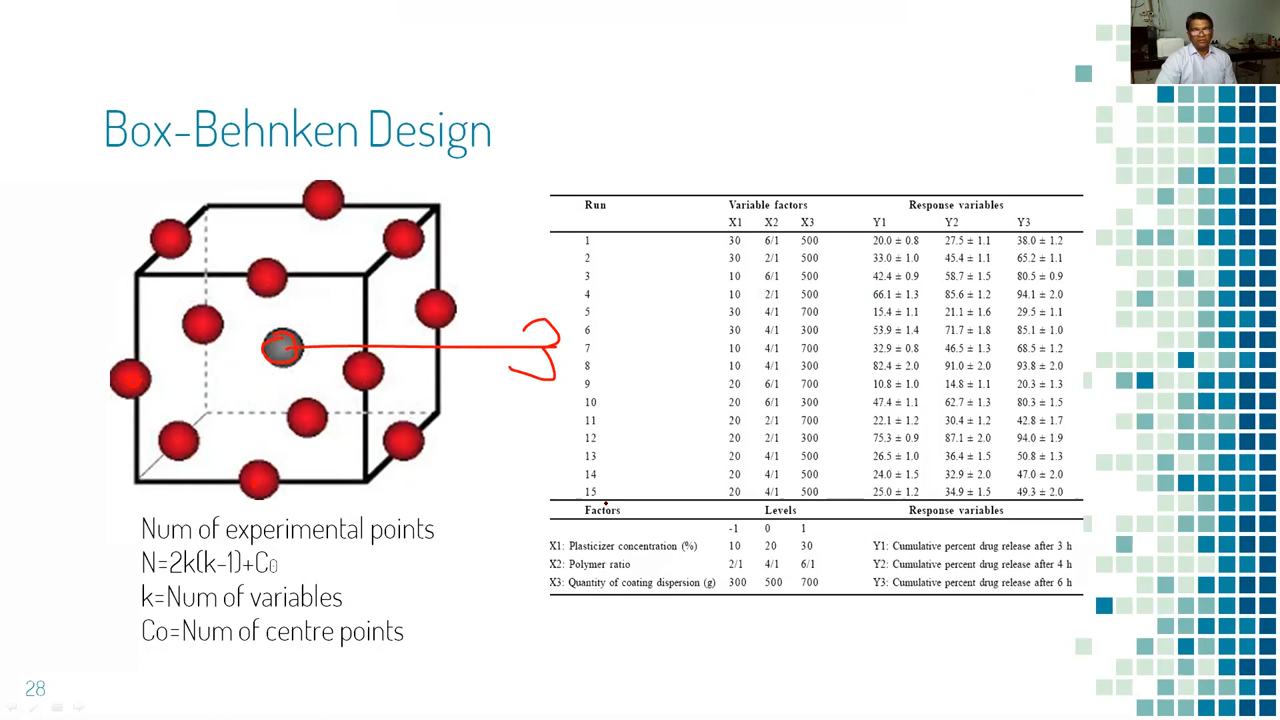 Box-Behnken Design
Run Variable factors Response variables
X1 X2 X3 Y1 Y2 Y3
1 30 6/1 500 20.0 ± 0.8 27.5 ± 1.1 38.0 ± 1.2
2 30 2/1 500 33.0 ± 1.0 45.4 ± 1.1 65.2 ± 1.1
3 10 6/1 500 42.4 ± 0.9 58.7 ± 1.5 80.5 ± 0.9
4 10 2/1 500 66.1 ± 1.3 85.6 ± 1.2 94.1 ± 2.0
5 30 4/1 700 15.4 ± 1.1 21.1 ± 1.6 29.5 ± 1.1
6 30 4/1 300 53.9 ± 1.4 71.7 ± 1.8 85.1 ± 1.0
7 10 4/1 700 32.9 ± 0.8 46.5 ± 1.3 68.5 ± 1.2
8 10 4/1 300 82.4 ± 2.0 91.0 ± 2.0 93.8 ± 2.0
9 20 6/1 700 10.8 ± 1.0 14.8 ± 1.1 20.3 ± 1.3
10 20 6/1 300 47.4 ± 1.1 62.7 ± 1.3 80.3 ± 1.5
11 20 2/1 700 22.1 ± 1.2 30.4 ± 1.2 42.8 ± 1.7
12 20 2/1 300 75.3 ± 0.9 87.1 ± 2.0 94.0 ± 1.9
13 20 4/1 500 26.5 ± 1.0 36.4 ± 1.5 50.8 ± 1.3
14 20 4/1 500 24.0 ± 1.5 32.9 ± 2.0 47.0 ± 2.0
15 20 4/1 500 25.0 ± 1.2 34.9 ± 1.5 49.3 ± 2.0
Factors Levels Response variables
-1 0 1
X1: Plasticizer concentration (%) 10 20 30 Y1: Cumulative percent drug release after 3 h
X2: Polymer ratio 2/1 4/1 6/1 Y2: Cumulative percent drug release after 4 h
X3: Quantity of coating dispersion (g) 300 500 700 Y3: Cumulative percent drug release after 6 h
3
Num of experimental points
N=2k(k-1)+C₀
k=Num of variables
Co=Num of centre points
28